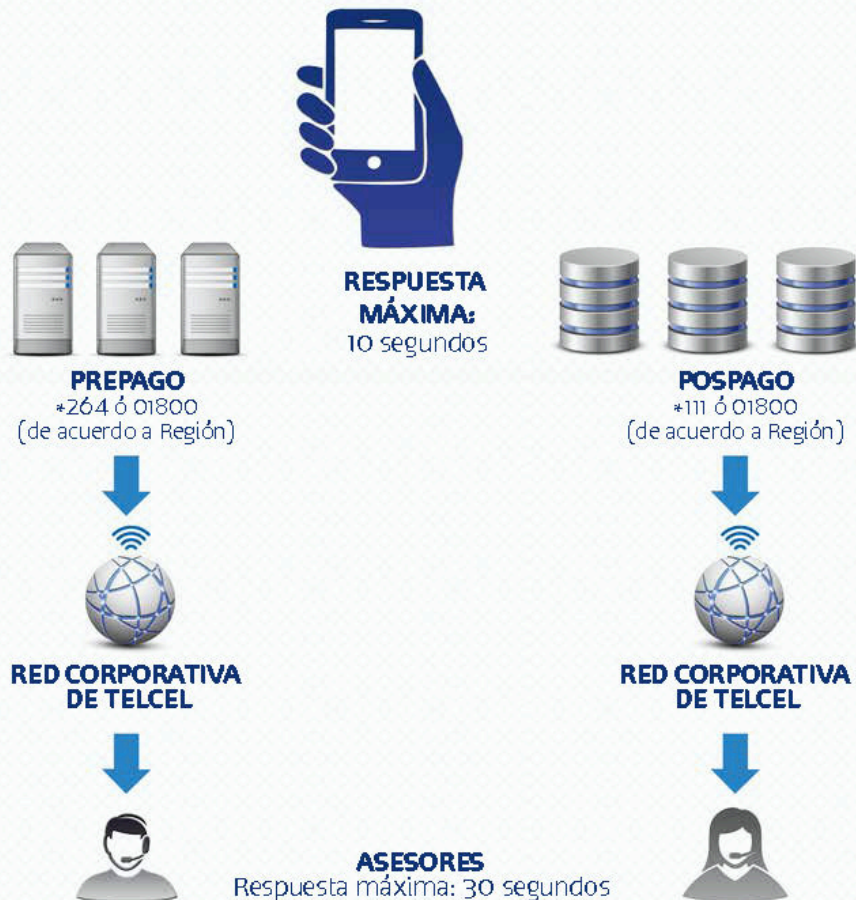 RESPUESTA
MÁXIMA:
10 segundos
PREPAGO
*264 ó 01800
(de acuerdo a Región)
POSPAGO
*111 ó 01800
(de acuerdo a Región)
RED CORPORATIVA
DE TELCEL
RED CORPORATIVA
DE TELCEL
ASESORES
Respuesta máxima: 30 segundos